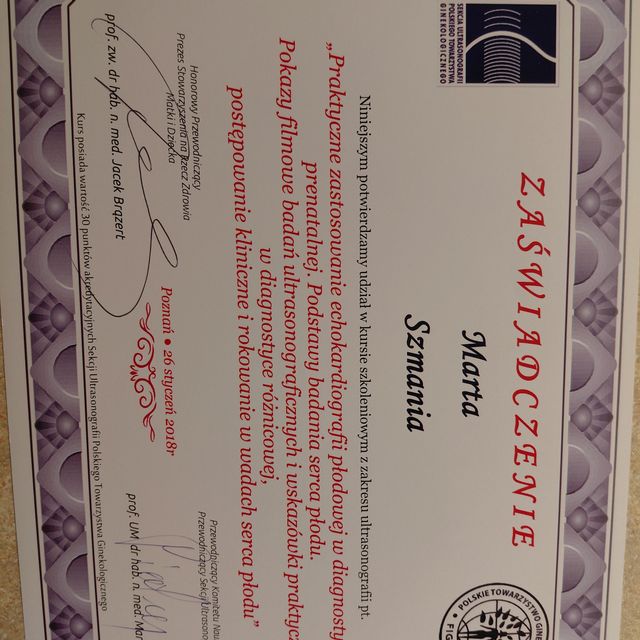 SEKCJA ULTRASONOGRAFII
POLSKIEGO TOWARZYSTWA
GINEKOLOGICZNEGO
ZAŚWIADCZENIE
Marta
Szmania
Niniejszym potwierdzamy udział w kursie szkoleniowym z zakresu ultrasonografii pt.
„Praktyczne zastosowanie echokardiografii płodowej w diagnosty
prenatalnej. Podstawy badania serca płodu.
Pokazy filmowe badań ultrasonograficznych i wskazówki praktyc
w diagnostyce różnicowej,
postępowanie kliniczne i rokowanie w wadach serca płodu”
Poznań • 26 styczeń 2018r
Honorowy Przewodniczący
Prezes Stowarzyszenia na Rzecz Zdrowia
Matki i Dziecka
prof. zw. dr hab. n. med. Jacek Brązert
Przewodniczący Komitetu Nau
Przewodniczący Sekcji Ultrasono
prof. UM dr hab. n. med. Mar
Kurs posiada wartość 30 punktów akredytacyjnych Sekcji Ultrasonografii Polskiego Towarzystwa Ginekologicznego
• POLSKIE TOWARZYSTWO GINE
FIG